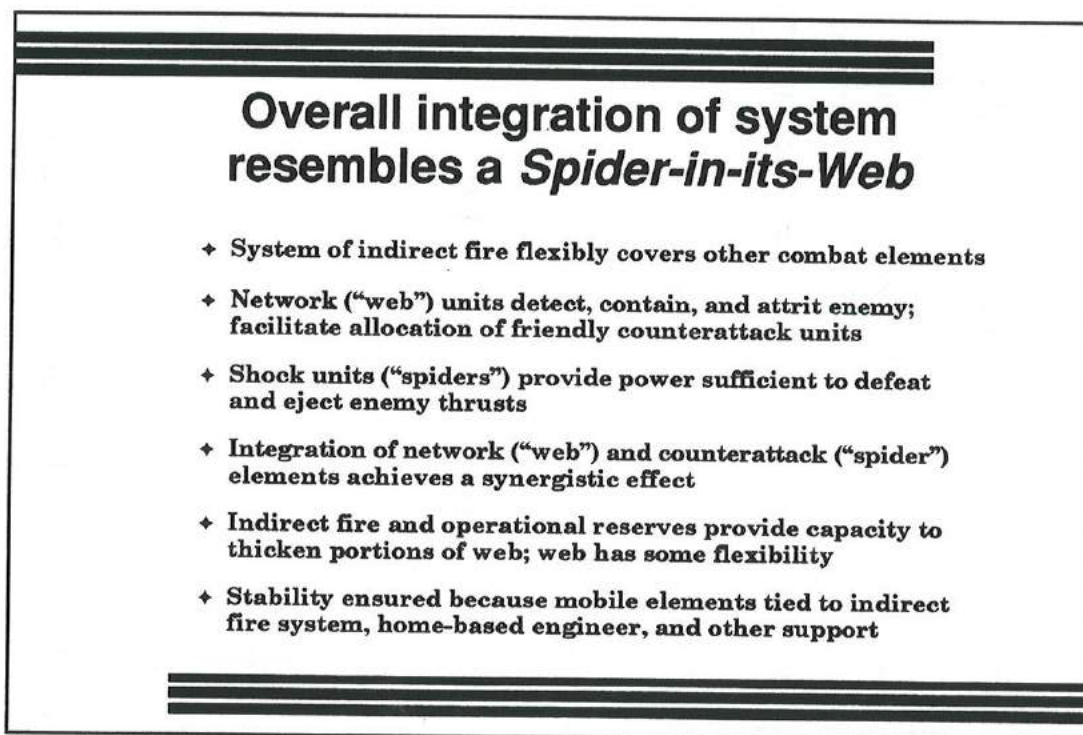 Overall integration of system
resembles a Spider-in-its-Web
✦ System of indirect fire flexibly covers other combat elements
✦ Network (“web”) units detect, contain, and attrit enemy;
facilitate allocation of friendly counterattack units
✦ Shock units (“spiders”) provide power sufficient to defeat
and eject enemy thrusts
✦ Integration of network (“web”) and counterattack (“spider”)
elements achieves a synergistic effect
✦ Indirect fire and operational reserves provide capacity to
thicken portions of web; web has some flexibility
✦ Stability ensured because mobile elements tied to indirect
fire system, home-based engineer, and other support